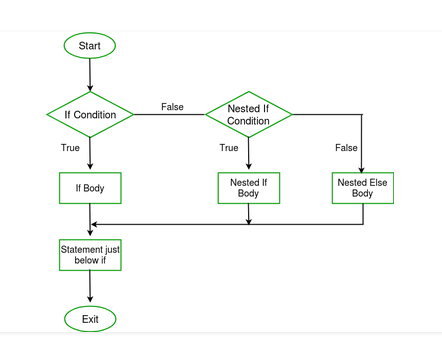 Start
If Condition
False
Nested If
Condition
True
True
False
If Body
Nested If
Body
Nested Else
Body
Statement just
below if
Exit